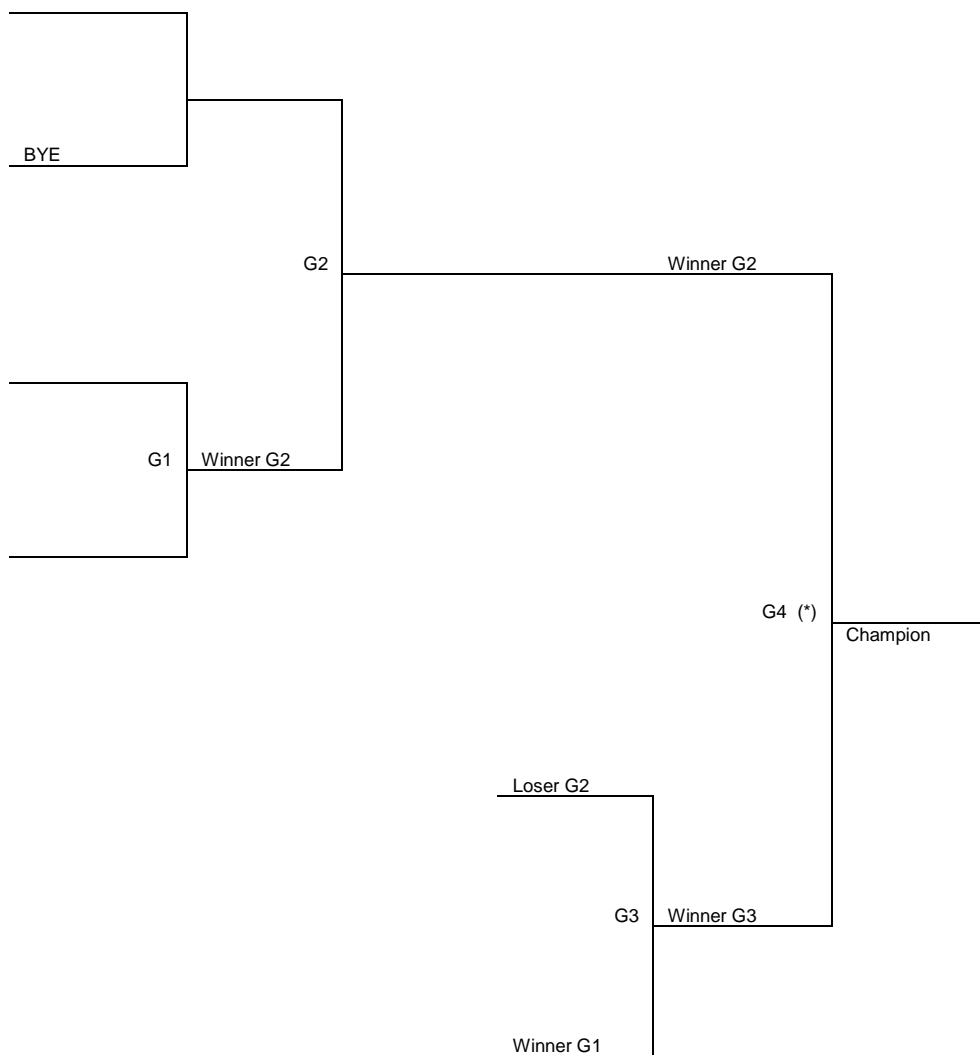 BYE
G2
Winner G2
G1
Winner G2
G4 (*)
Champion
Loser G2
G3
Winner G3
Winner G1